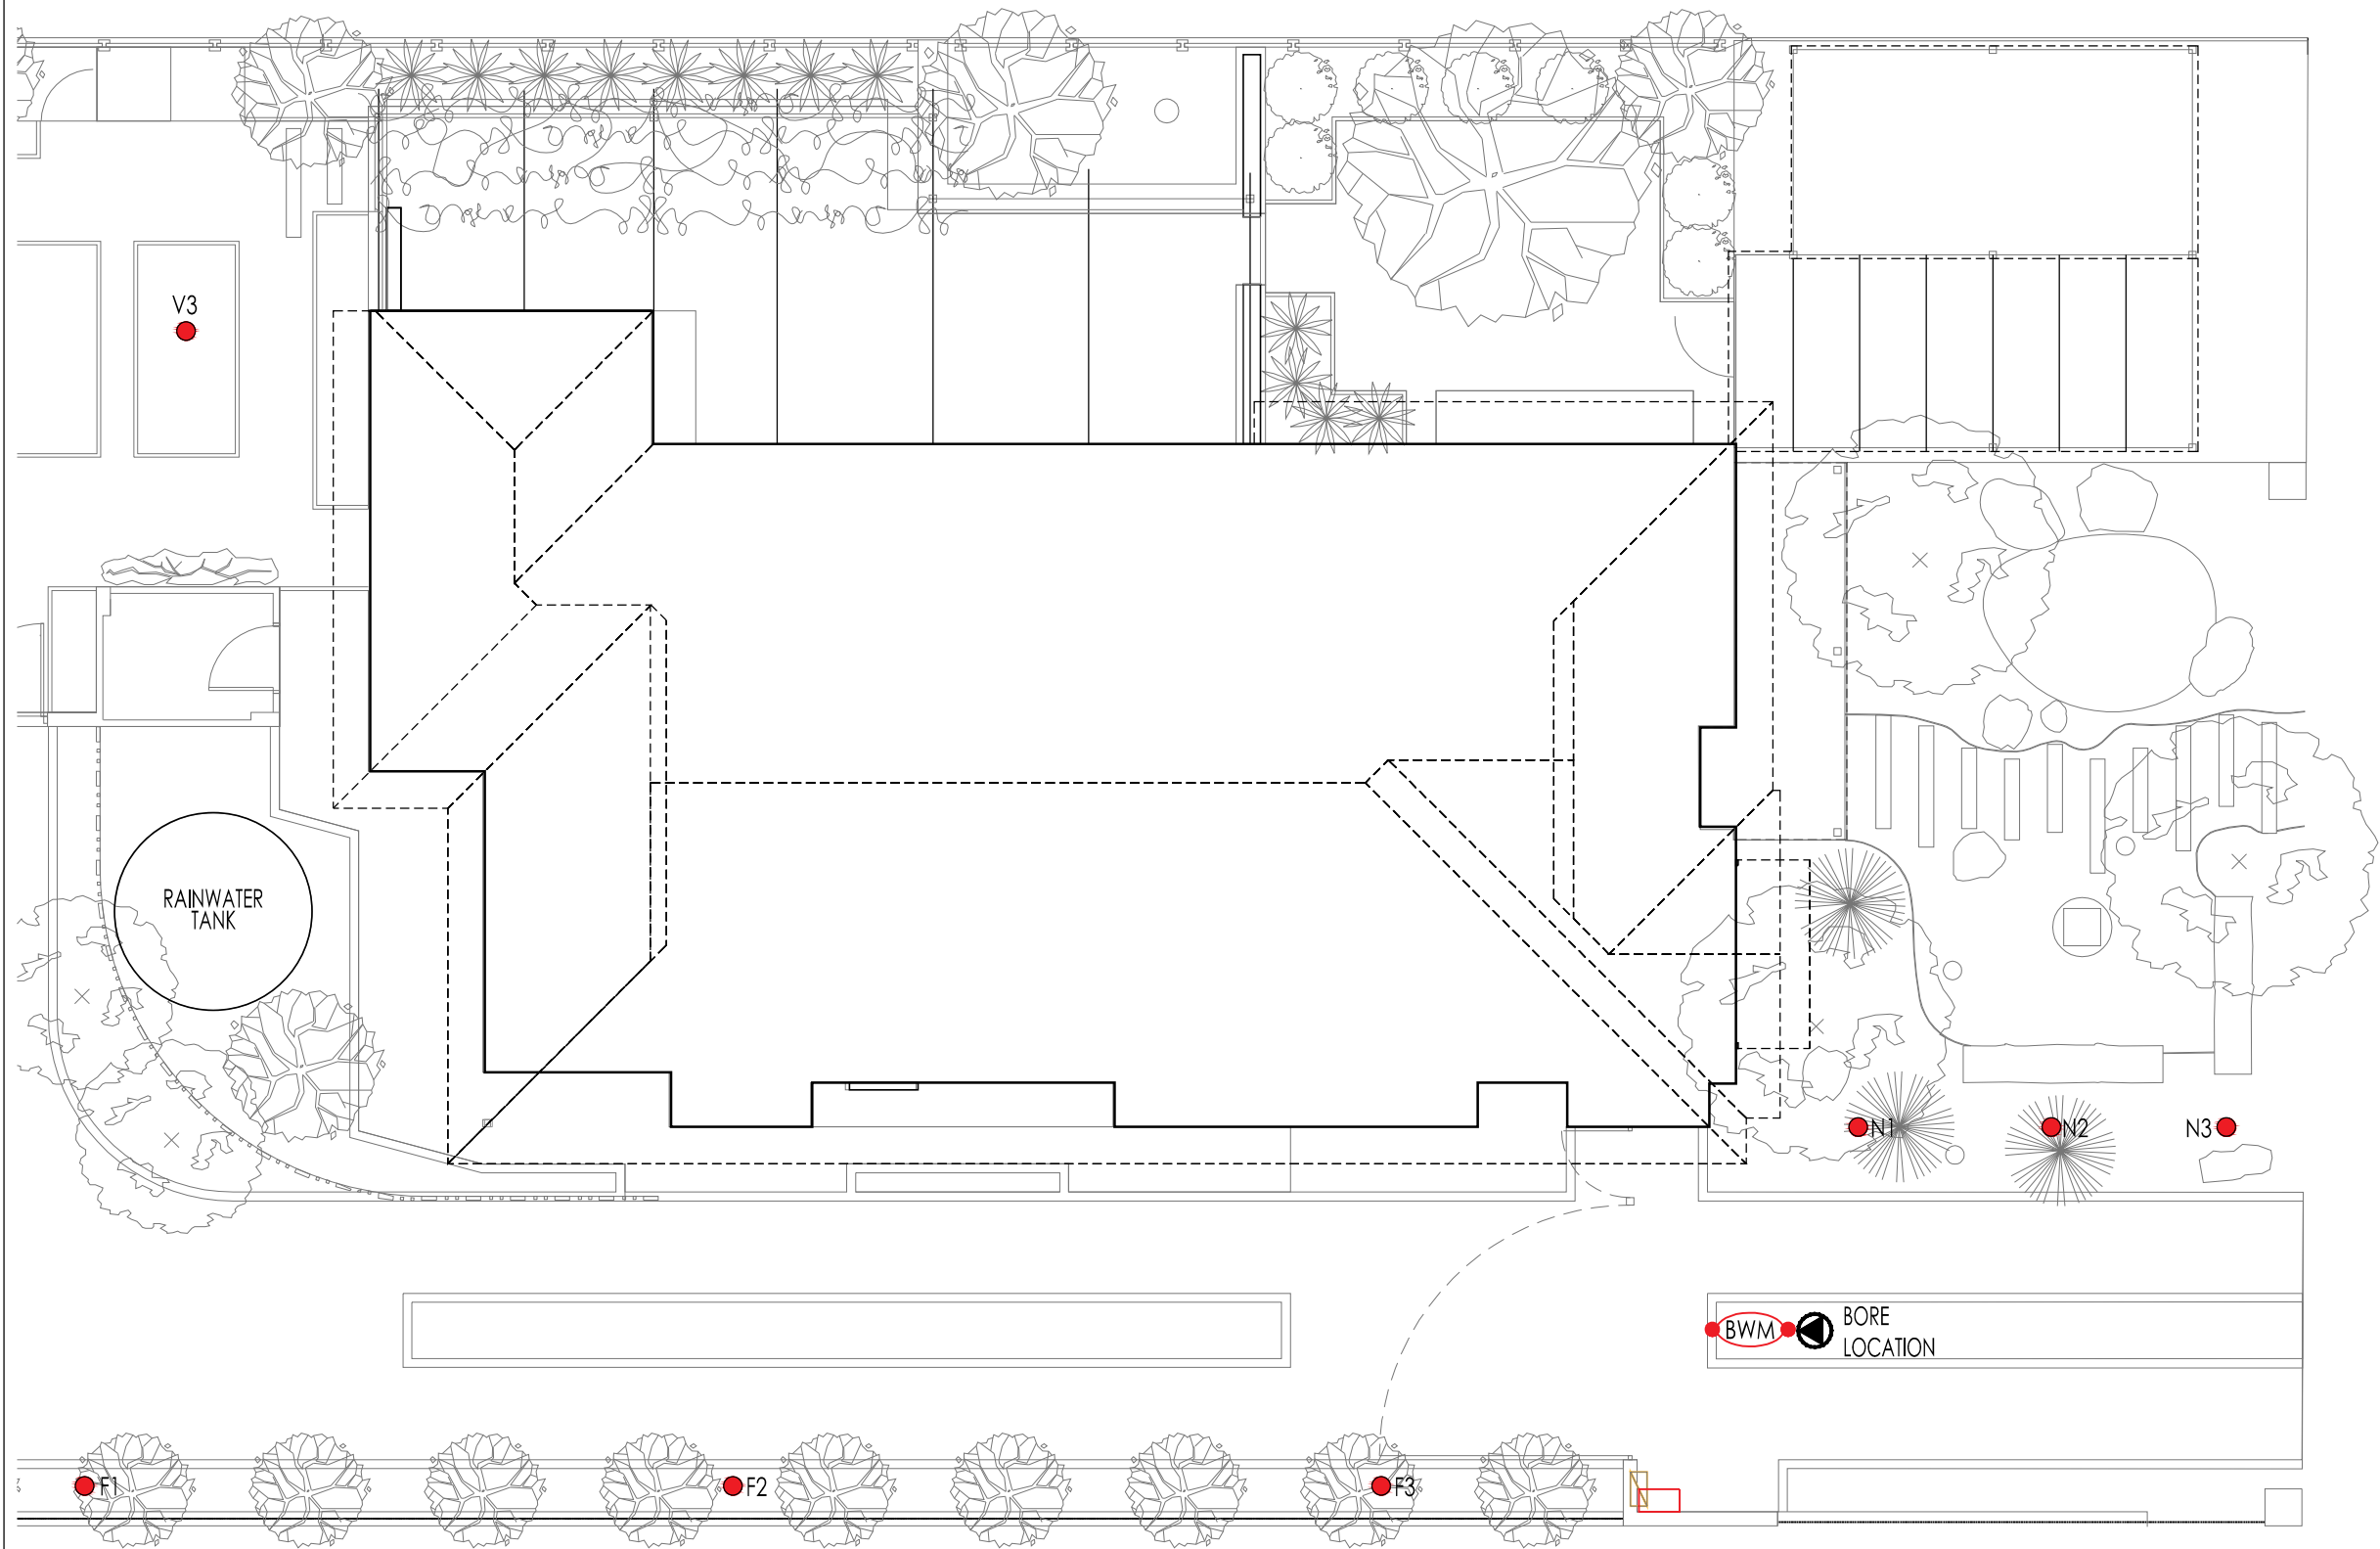 V3
RAINWATER
TANK
N1
N2
N3
BWM
BORE
LOCATION
F1
F2
F3